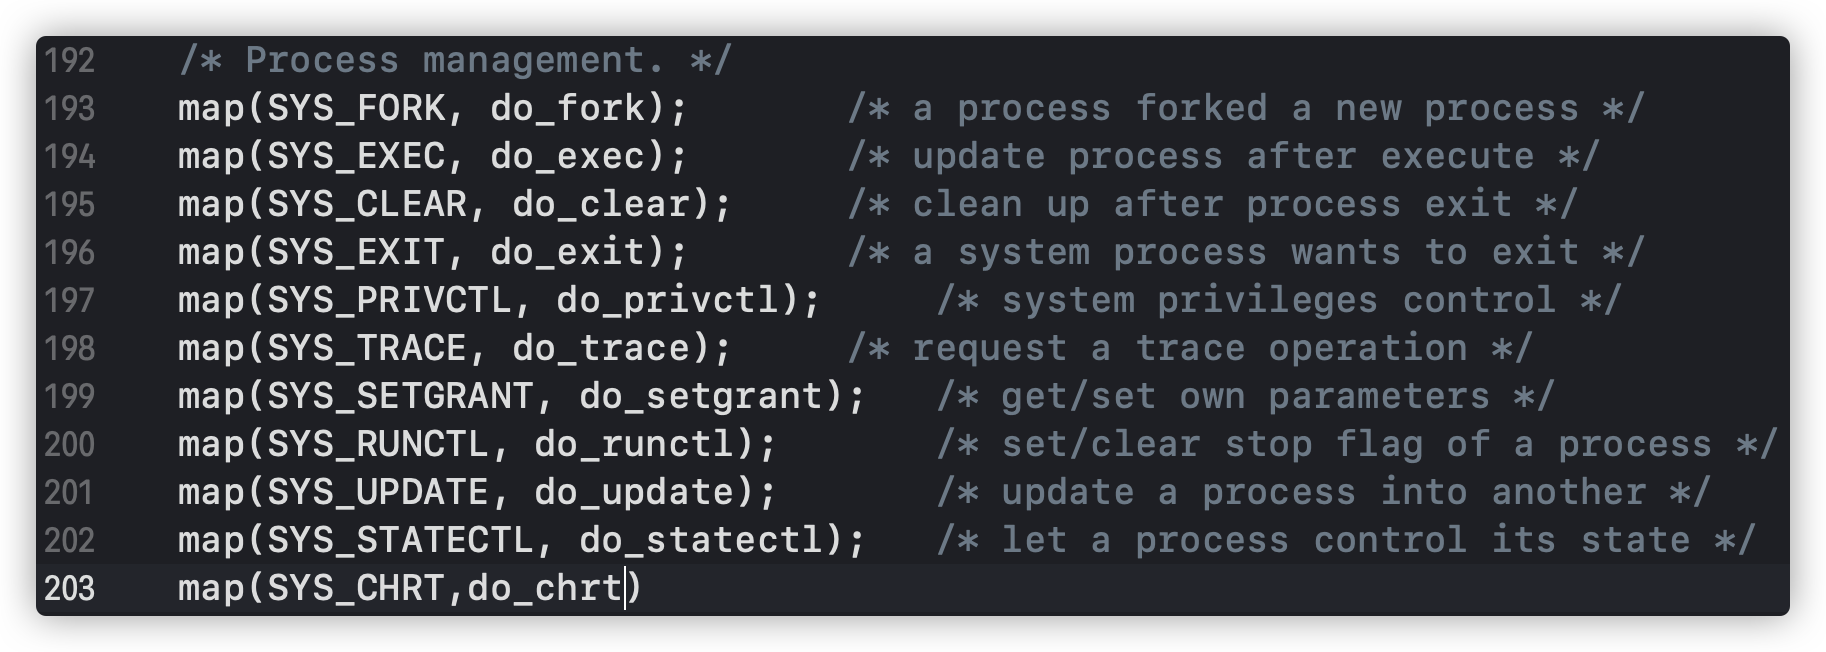 192    /* Process management. */
193    map(SYS_FORK, do_fork);       /* a process forked a new process */
194    map(SYS_EXEC, do_exec);       /* update process after execute */
195    map(SYS_CLEAR, do_clear);     /* clean up after process exit */
196    map(SYS_EXIT, do_exit);       /* a system process wants to exit */
197    map(SYS_PRIVCTL, do_privctl);     /* system privileges control */
198    map(SYS_TRACE, do_trace);     /* request a trace operation */
199    map(SYS_SETGRANT, do_setgrant);   /* get/set own parameters */
200    map(SYS_RUNCTL, do_runctl);       /* set/clear stop flag of a process */
201    map(SYS_UPDATE, do_update);       /* update a process into another */
202    map(SYS_STATECTL, do_statectl);   /* let a process control its state */
203    map(SYS_CHRT,do_chrt)